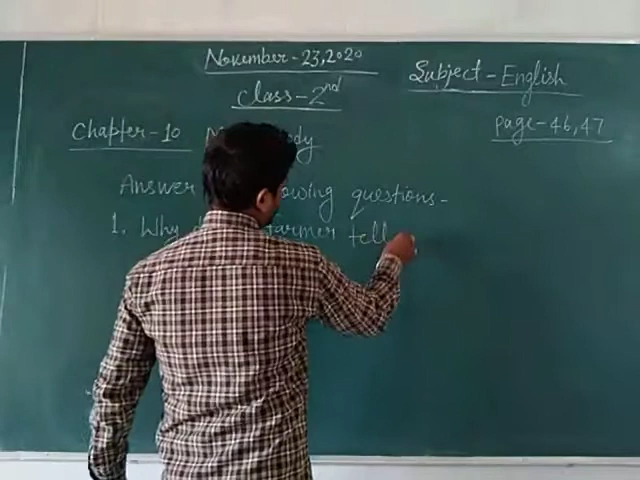 November-23,2020
Subject-English
Class-2nd
Chapter-10
Page-46,47
Answer questions-
1. Why farmer tell